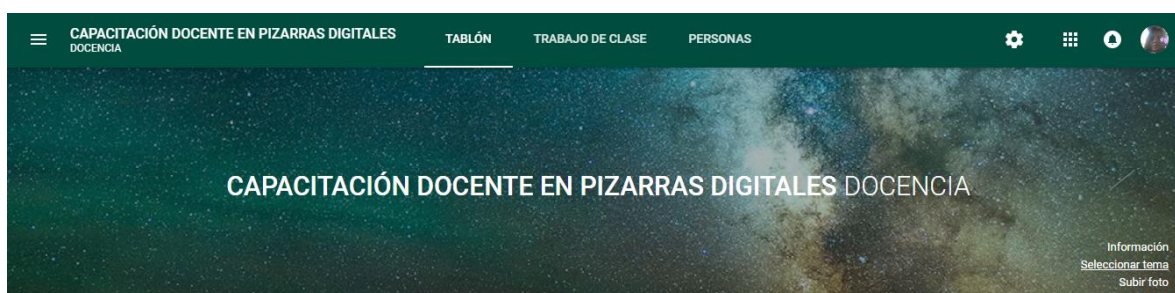 CAPACITACIÓN DOCENTE EN PIZARRAS DIGITALES
DOCENCIA
TABLÓN
TRABAJO DE CLASE
PERSONAS
CAPACITACIÓN DOCENTE EN PIZARRAS DIGITALES DOCENCIA
Información
Seleccionar tema
Subir foto